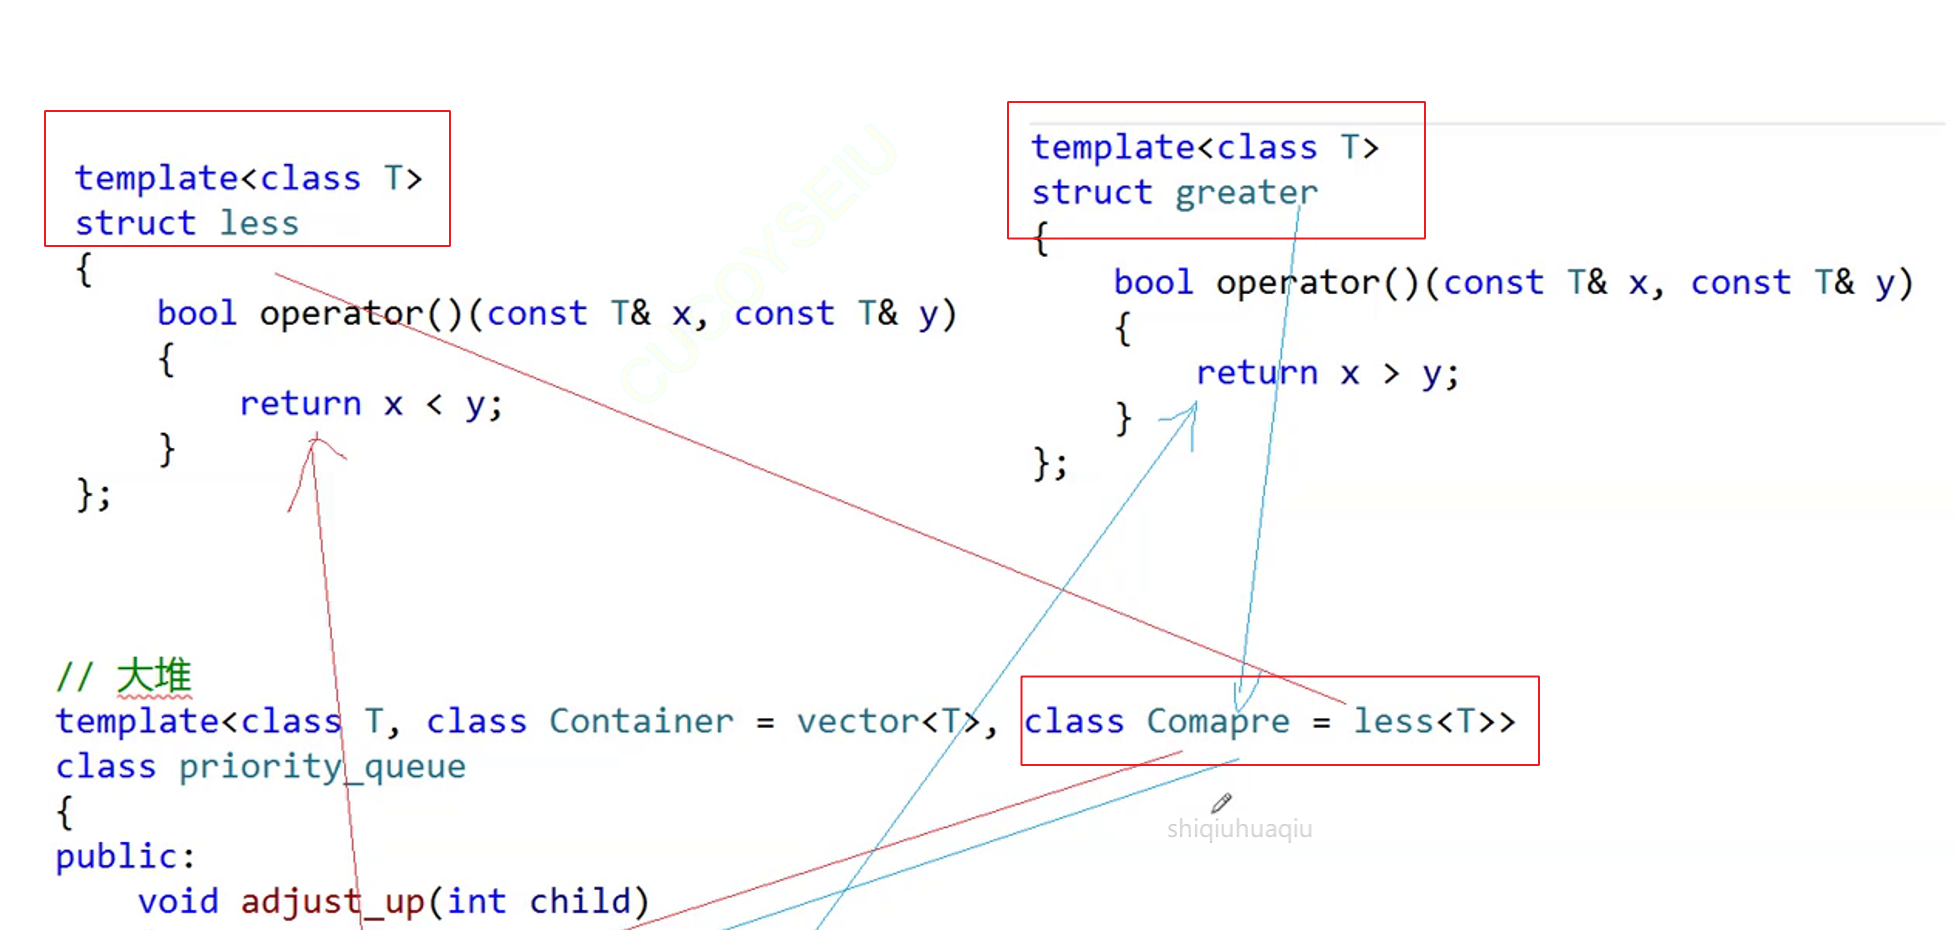 template<class T>
struct less
{
    bool operator()(const T& x, const T& y)
    {
        return x < y;
    }
};
template<class T>
struct greater
{
    bool operator()(const T& x, const T& y)
    {
        return x > y;
    }
};
// 大堆
template<class T, class Container = vector<T>, class Comapre = less<T>>
class priority_queue
{
public:
    void adjust_up(int child)
shiqiuhuaqiu
CUCOYSEIU